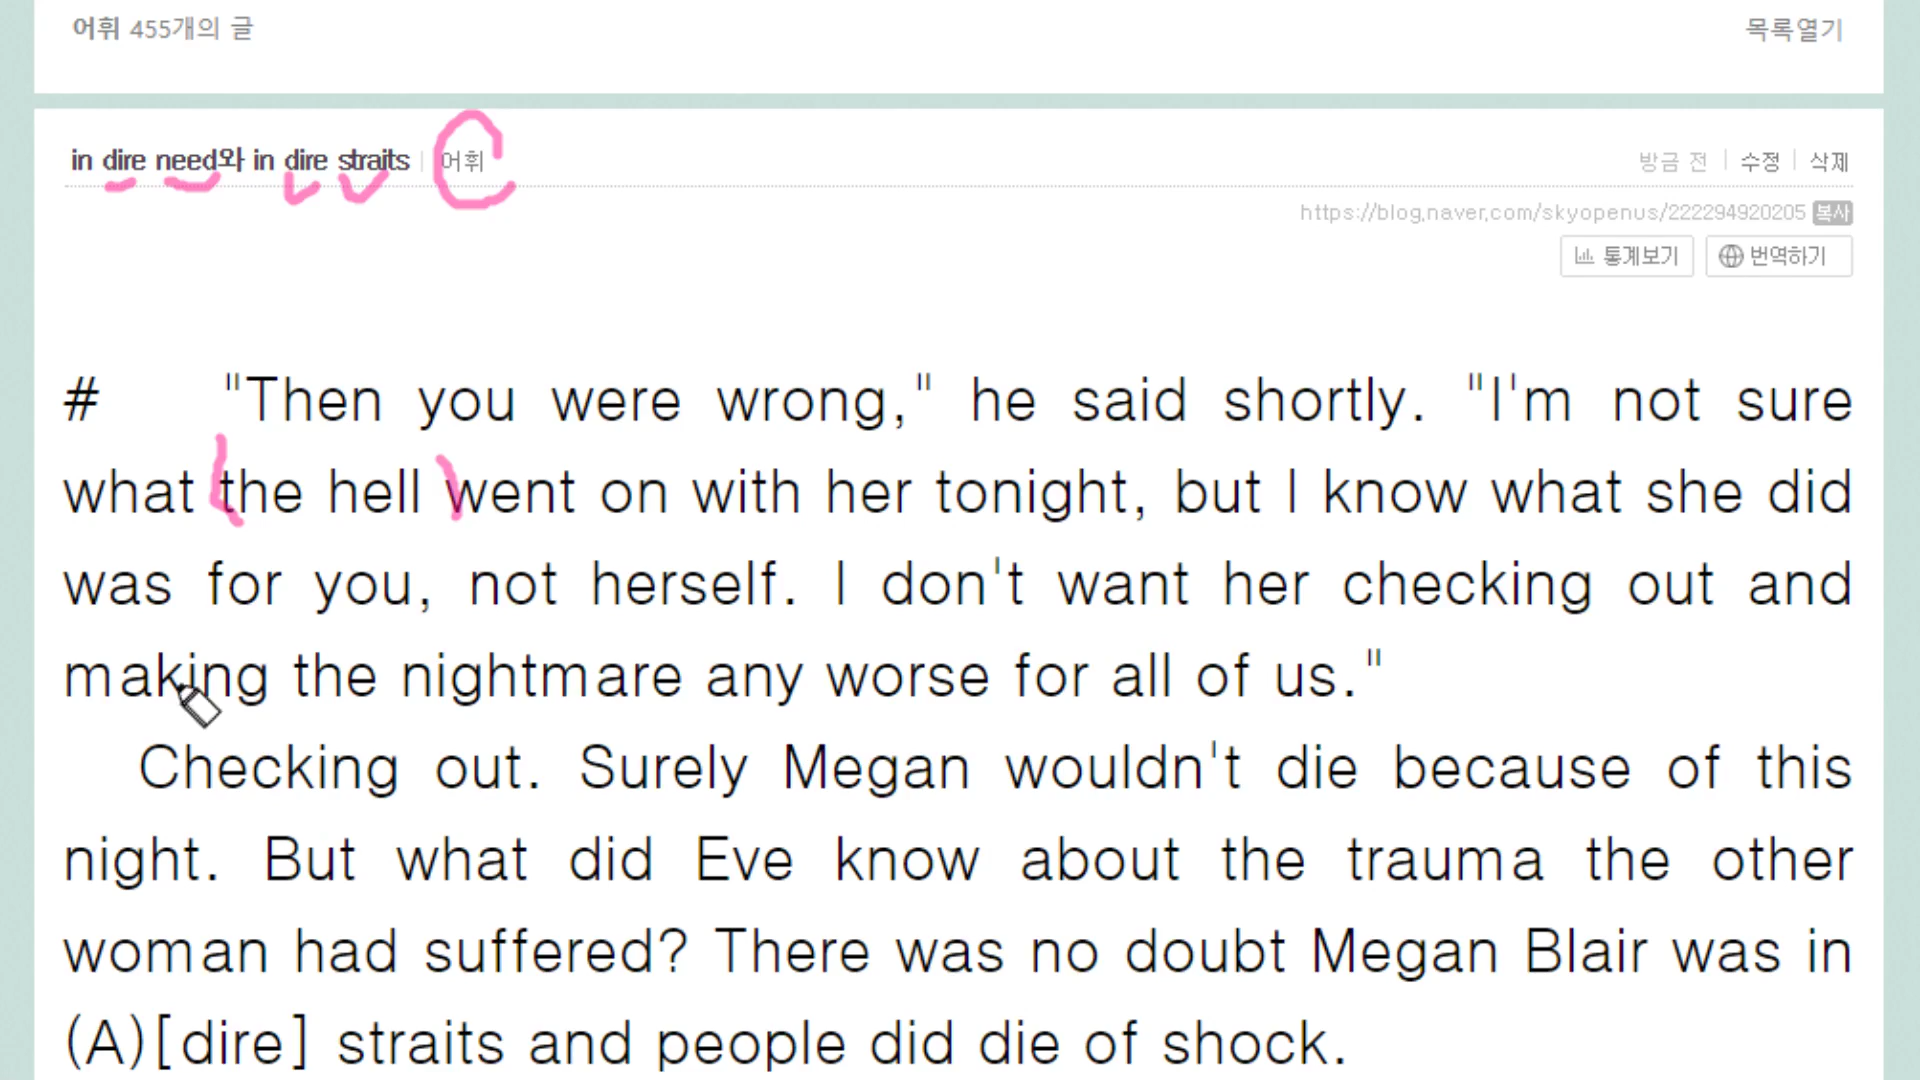 어휘 455개의 글 목록열기
in dire need와 in dire straits 어휘 방금 전 수정 삭제
https://blog.naver.com/skyopenus/222294920205 복사
통계보기 번역하기
# "Then you were wrong," he said shortly. "I'm not sure
what the hell went on with her tonight, but I know what she did
was for you, not herself. I don't want her checking out and
making the nightmare any worse for all of us."
Checking out. Surely Megan wouldn't die because of this
night. But what did Eve know about the trauma the other
woman had suffered? There was no doubt Megan Blair was in
(A)[dire] straits and people did die of shock.